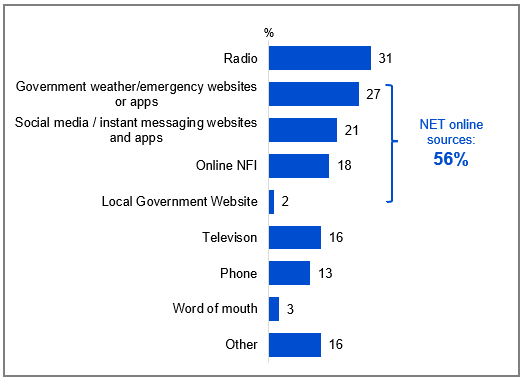 %
Radio 31
Government weather/emergency websites
or apps 27
Social media / instant messaging websites
and apps 21
Online NFI 18
Local Government Website 2
NET online
sources:
56%
Televison 16
Phone 13
Word of mouth 3
Other 16